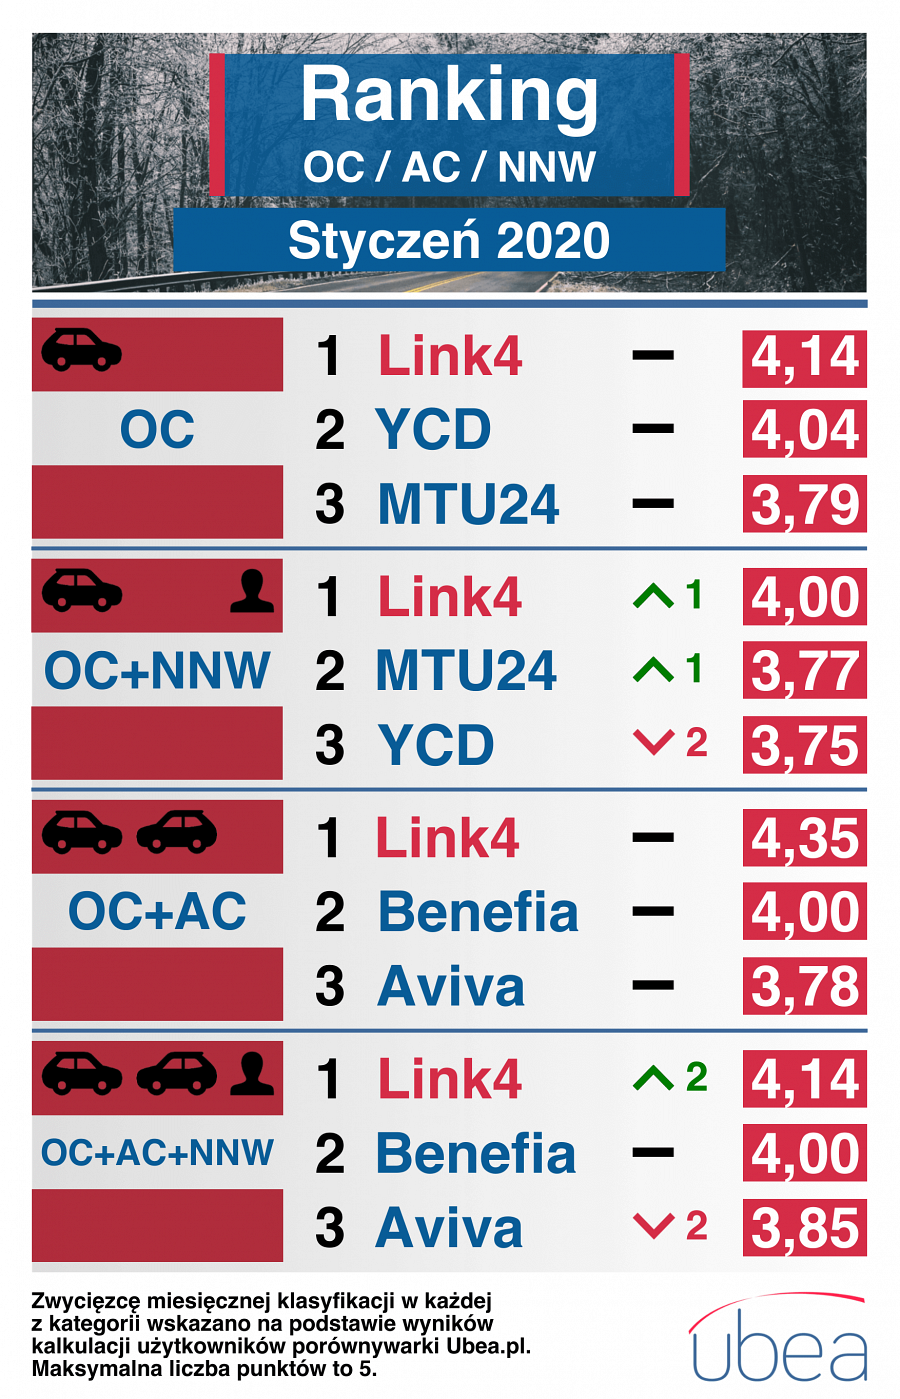 Ranking
OC / AC / NNW
Styczeń 2020
OC
1 Link4 – 4,14
2 YCD – 4,04
3 MTU24 – 3,79
OC+NNW
1 Link4 1 4,00
2 MTU24 1 3,77
3 YCD 2 3,75
OC+AC
1 Link4 – 4,35
2 Benefia – 4,00
3 Aviva – 3,78
OC+AC+NNW
1 Link4 2 4,14
2 Benefia – 4,00
3 Aviva 2 3,85
Zwycięzcę miesięcznej klasyfikacji w każdej
z kategorii wskazano na podstawie wyników
kalkulacji użytkowników porównywarki Ubea.pl.
Maksymalna liczba punktów to 5.
ubea